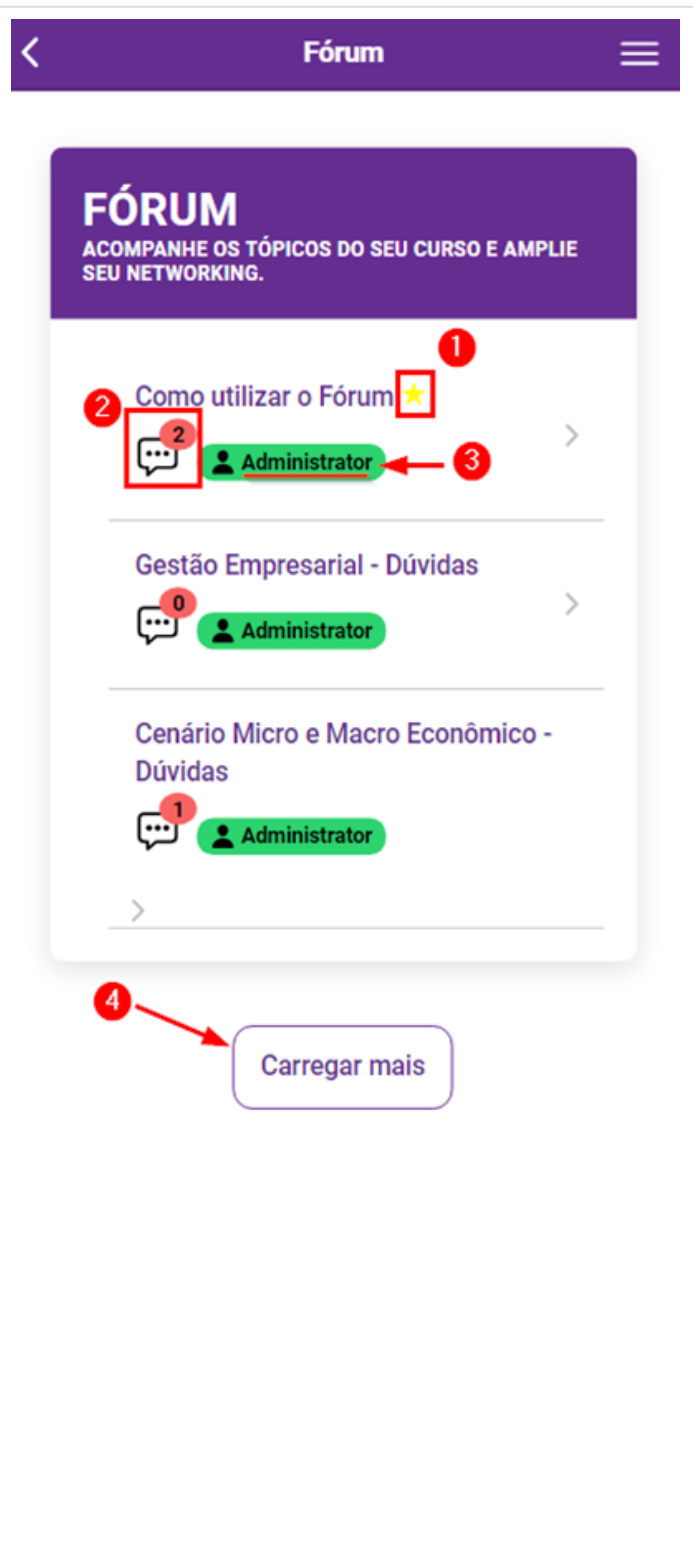 Fórum
FÓRUM
ACOMPANHE OS TÓPICOS DO SEU CURSO E AMPLIE
SEU NETWORKING.
1
Como utilizar o Fórum
2
2
Administrator
3
Gestão Empresarial - Dúvidas
0
Administrator
Cenário Micro e Macro Econômico -
Dúvidas
1
Administrator
4
Carregar mais